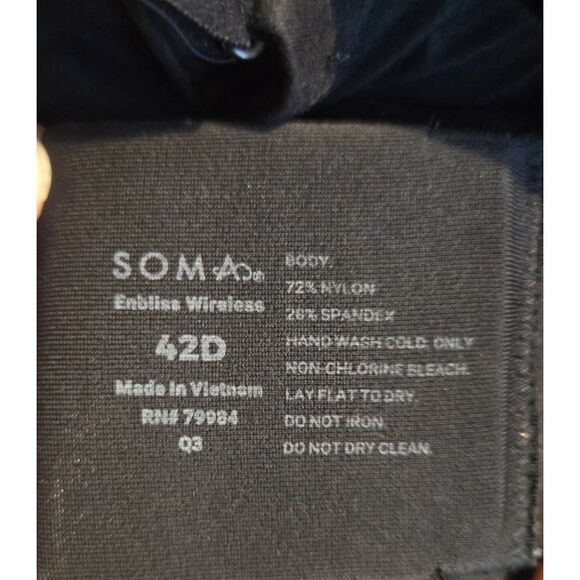 SOMA®
Enbliss Wireless
42D
Made in Vietnam
RN# 79984
Q3
BODY:
72% NYLON
28% SPANDEX
HAND WASH COLD ONLY
NON-CHLORINE BLEACH.
LAY FLAT TO DRY.
DO NOT IRON.
DO NOT DRY CLEAN.